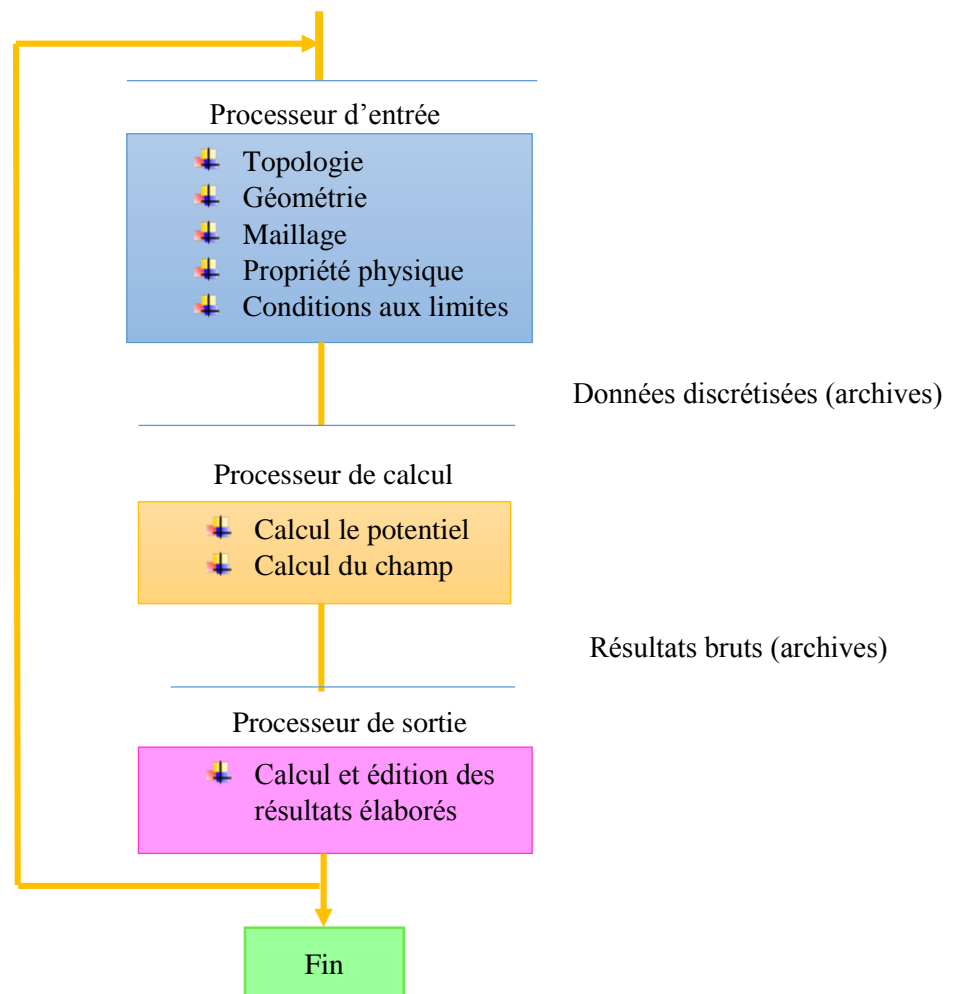 Processeur d’entrée
Topologie
Géométrie
Maillage
Propriété physique
Conditions aux limites
Données discrétisées (archives)
Processeur de calcul
Calcul le potentiel
Calcul du champ
Résultats bruts (archives)
Processeur de sortie
Calcul et édition des
résultats élaborés
Fin